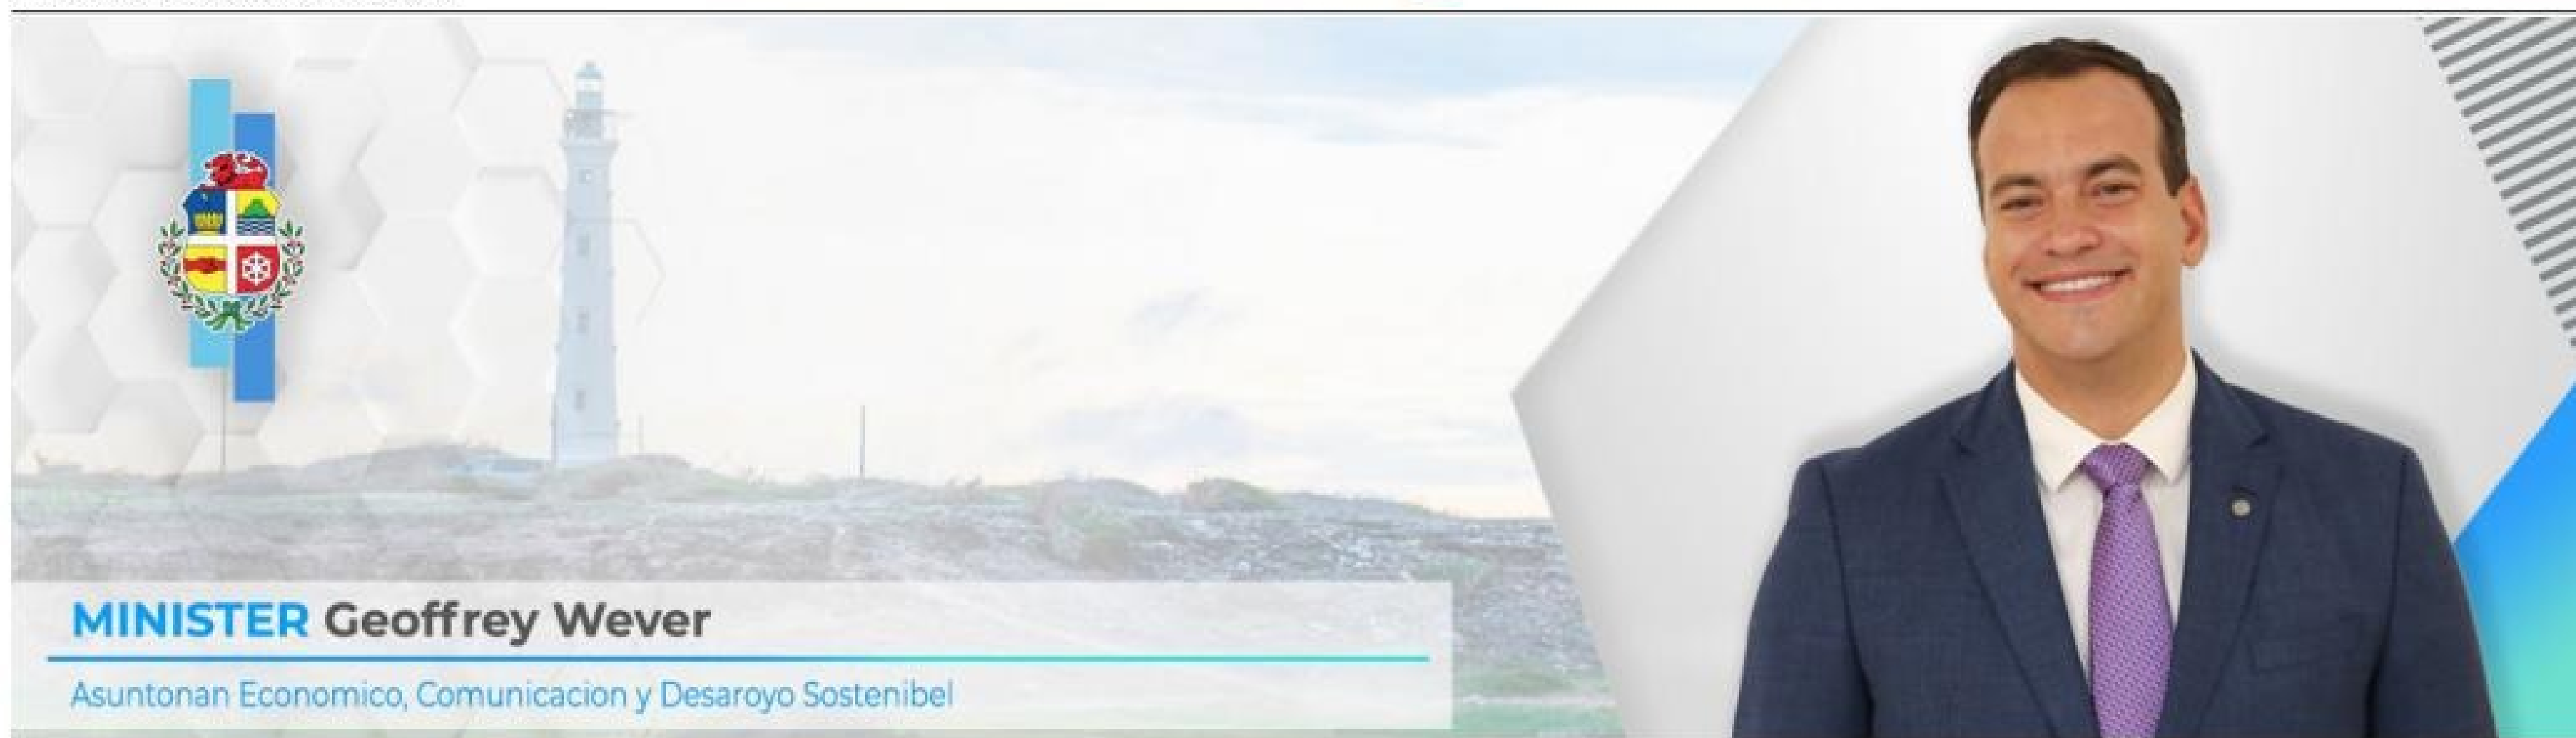 MINISTER Geoffrey Wever
Asuntonan Economico, Comunicacion y Desaroyo Sostenibel